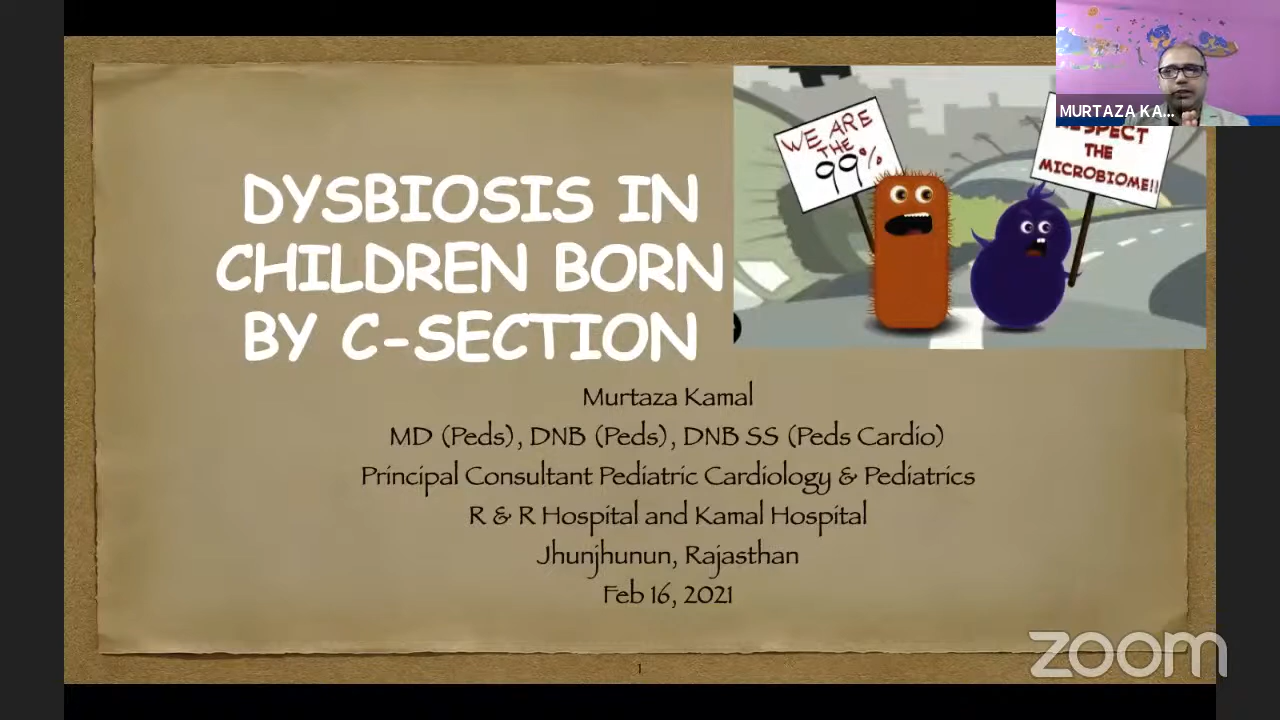 MURTAZA KA...
WE ARE
THE
99%
THE
MICROBIOME!!
DYSBIOSIS IN
CHILDREN BORN
BY C-SECTION
Murtaza Kamal
MD (Peds), DNB (Peds), DNB SS (Peds Cardio)
Principal Consultant Pediatric Cardiology & Pediatrics
R & R Hospital and Kamal Hospital
Jhunjhunun, Rajasthan
Feb 16, 2021
1
zoom